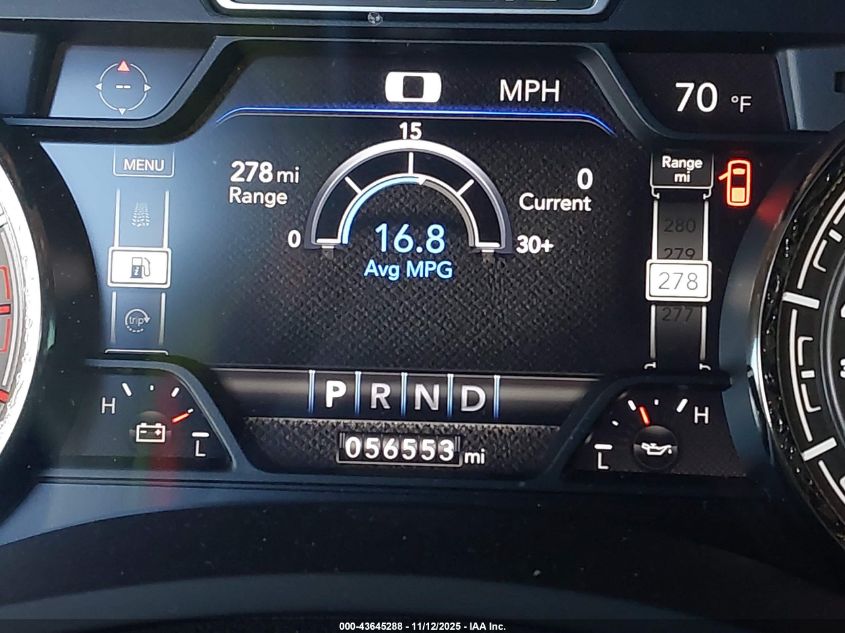 MPH
70 °F
--
15
MENU
278 mi
Range
0
Current
Range
mi
280
279
278
277
0
16.8
30+
Avg MPG
trip
P R N D
H
L
056553 mi
H
L
000-43645288 - 11/12/2025 - IAA Inc.